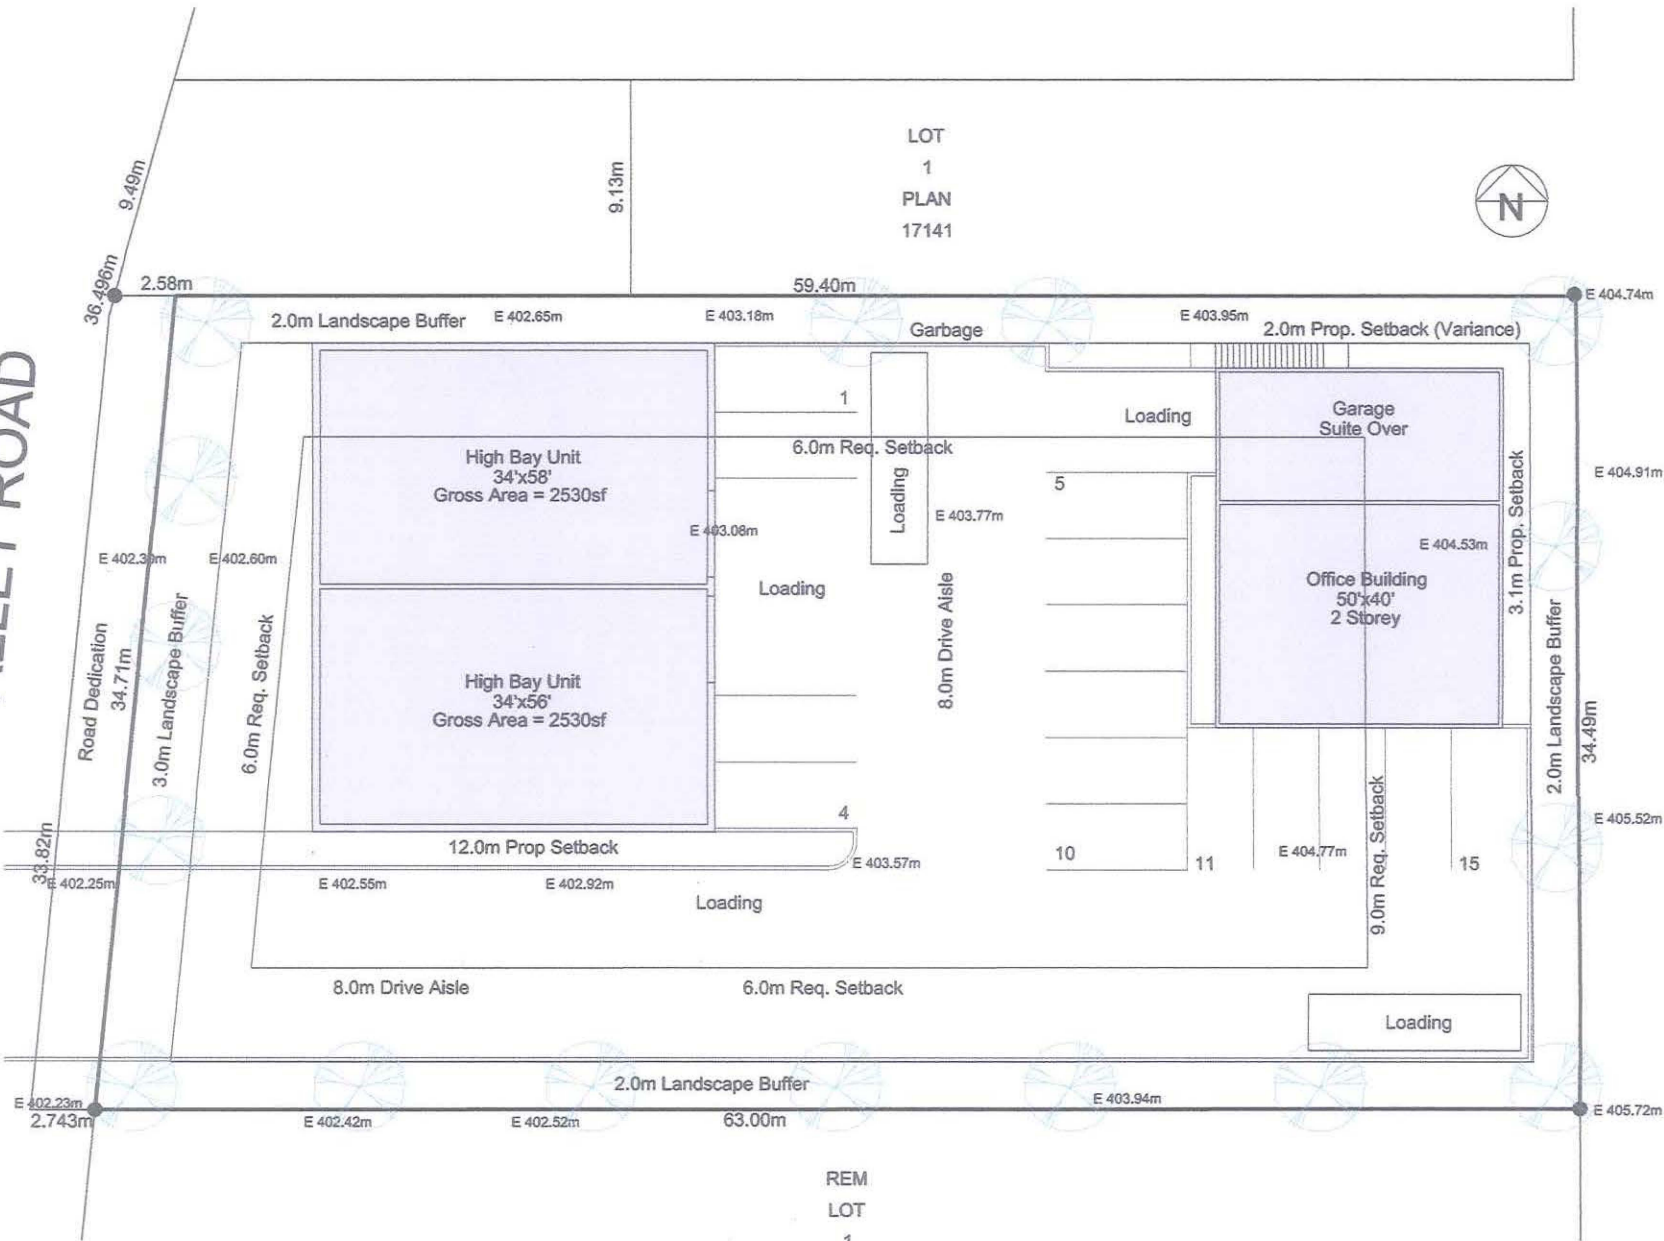 LOT
1
PLAN
17141
N
9.49m
9.13m
36.496m
2.58m
59.40m
E 404.74m
2.0m Landscape Buffer
E 402.65m
E 403.18m
Garbage
E 403.95m
2.0m Prop. Setback (Variance)
ROAD
1
Loading
Garage
Suite Over
6.0m Req. Setback
High Bay Unit
34'x58'
Gross Area = 2530sf
Loading
5
E 404.91m
3.1m Prop. Setback
E 403.08m
E 403.77m
E 404.53m
E 402.60m
Loading
8.0m Drive Aisle
Office Building
50'x40'
2 Storey
Road Dedication
34.71m
3.0m Landscape Buffer
6.0m Req. Setback
High Bay Unit
34'x56'
Gross Area = 2530sf
2.0m Landscape Buffer
34.49m
4
E 405.52m
33.82m
12.0m Prop Setback
10
11
E 404.77m
15
9.0m Req. Setback
E 402.25m
E 402.55m
E 402.92m
E 403.57m
Loading
8.0m Drive Aisle
6.0m Req. Setback
Loading
2.0m Landscape Buffer
E 402.23m
2.743m
E 402.42m
E 402.52m
63.00m
E 403.94m
E 405.72m
REM
LOT